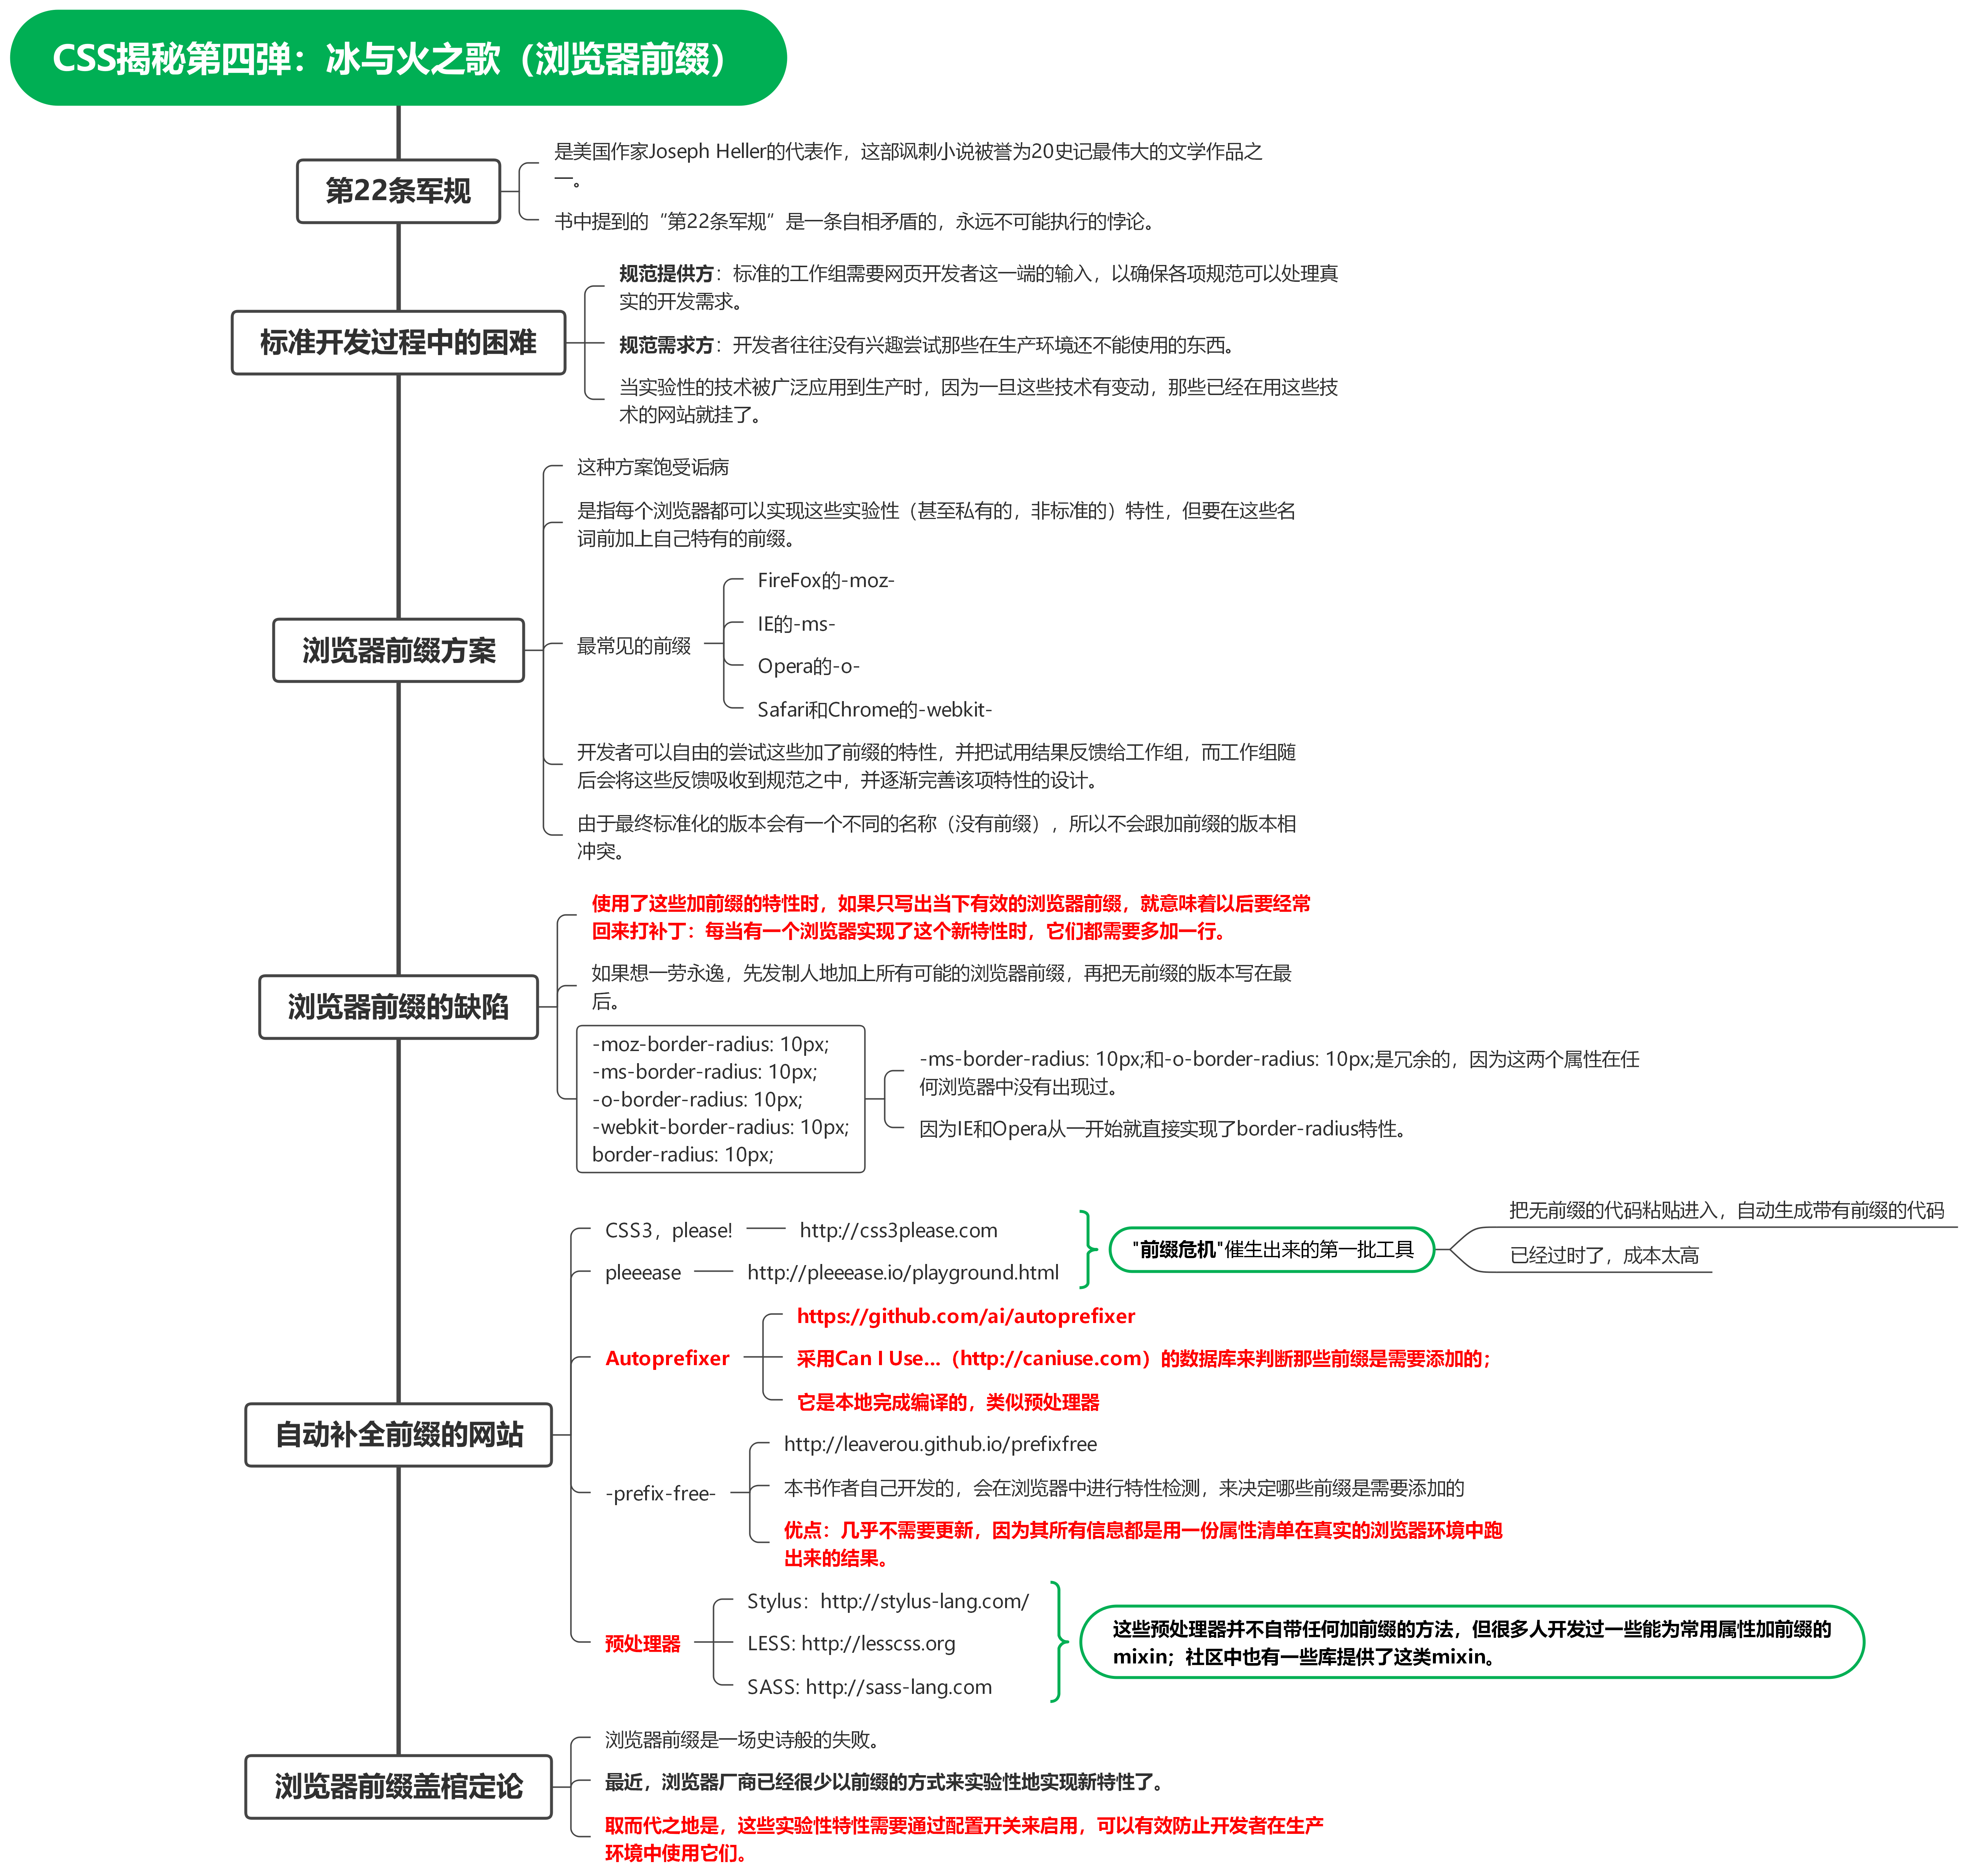 CSS揭秘第四弹：冰与火之歌（浏览器前缀）
第22条军规
是美国作家Joseph Heller的代表作，这部讽刺小说被誉为20史记最伟大的文学作品之
一。
书中提到的“第22条军规”是一条自相矛盾的，永远不可能执行的悖论。
标准开发过程中的困难
规范提供方：标准的工作组需要网页开发者这一端的输入，以确保各项规范可以处理真
实的开发需求。
规范需求方：开发者往往没有兴趣尝试那些在生产环境还不能使用的东西。
当实验性的技术被广泛应用到生产时，因为一旦这些技术有变动，那些已经在用这些技
术的网站就挂了。
浏览器前缀方案
这种方案饱受诟病
是指每个浏览器都可以实现这些实验性（甚至私有的，非标准的）特性，但要在这些名
词前加上自己特有的前缀。
最常见的前缀
FireFox的-moz-
IE的-ms-
Opera的-o-
Safari和Chrome的-webkit-
开发者可以自由的尝试这些加了前缀的特性，并把试用结果反馈给工作组，而工作组随
后会将这些反馈吸收到规范之中，并逐渐完善该项特性的设计。
由于最终标准化的版本会有一个不同的名称（没有前缀），所以不会跟加前缀的版本相
冲突。
浏览器前缀的缺陷
使用了这些加前缀的特性时，如果只写出当下有效的浏览器前缀，就意味着以后要经常
回来打补丁：每当有一个浏览器实现了这个新特性时，它们都需要多加一行。
如果想一劳永逸，先发制人地加上所有可能的浏览器前缀，再把无前缀的版本写在最
后。
-moz-border-radius: 10px;
-ms-border-radius: 10px;
-o-border-radius: 10px;
-webkit-border-radius: 10px;
border-radius: 10px;
-ms-border-radius: 10px;和-o-border-radius: 10px;是冗余的，因为这两个属性在任
何浏览器中没有出现过。
因为IE和Opera从一开始就直接实现了border-radius特性。
自动补全前缀的网站
CSS3，please!
http://css3please.com
pleeease
http://pleeease.io/playground.html
"前缀危机"催生出来的第一批工具
把无前缀的代码粘贴进入，自动生成带有前缀的代码
已经过时了，成本太高
Autoprefixer
https://github.com/ai/autoprefixer
采用Can I Use...（http://caniuse.com）的数据库来判断那些前缀是需要添加的；
它是本地完成编译的，类似预处理器
-prefix-free-
http://leaverou.github.io/prefixfree
本书作者自己开发的，会在浏览器中进行特性检测，来决定哪些前缀是需要添加的
优点：几乎不需要更新，因为其所有信息都是用一份属性清单在真实的浏览器环境中跑
出来的结果。
预处理器
Stylus：http://stylus-lang.com/
LESS: http://lesscss.org
SASS: http://sass-lang.com
这些预处理器并不自带任何加前缀的方法，但很多人开发过一些能为常用属性加前缀的
mixin；社区中也有一些库提供了这类mixin。
浏览器前缀盖棺定论
浏览器前缀是一场史诗般的失败。
最近，浏览器厂商已经很少以前缀的方式来实验性地实现新特性了。
取而代之地是，这些实验性特性需要通过配置开关来启用，可以有效防止开发者在生产
环境中使用它们。